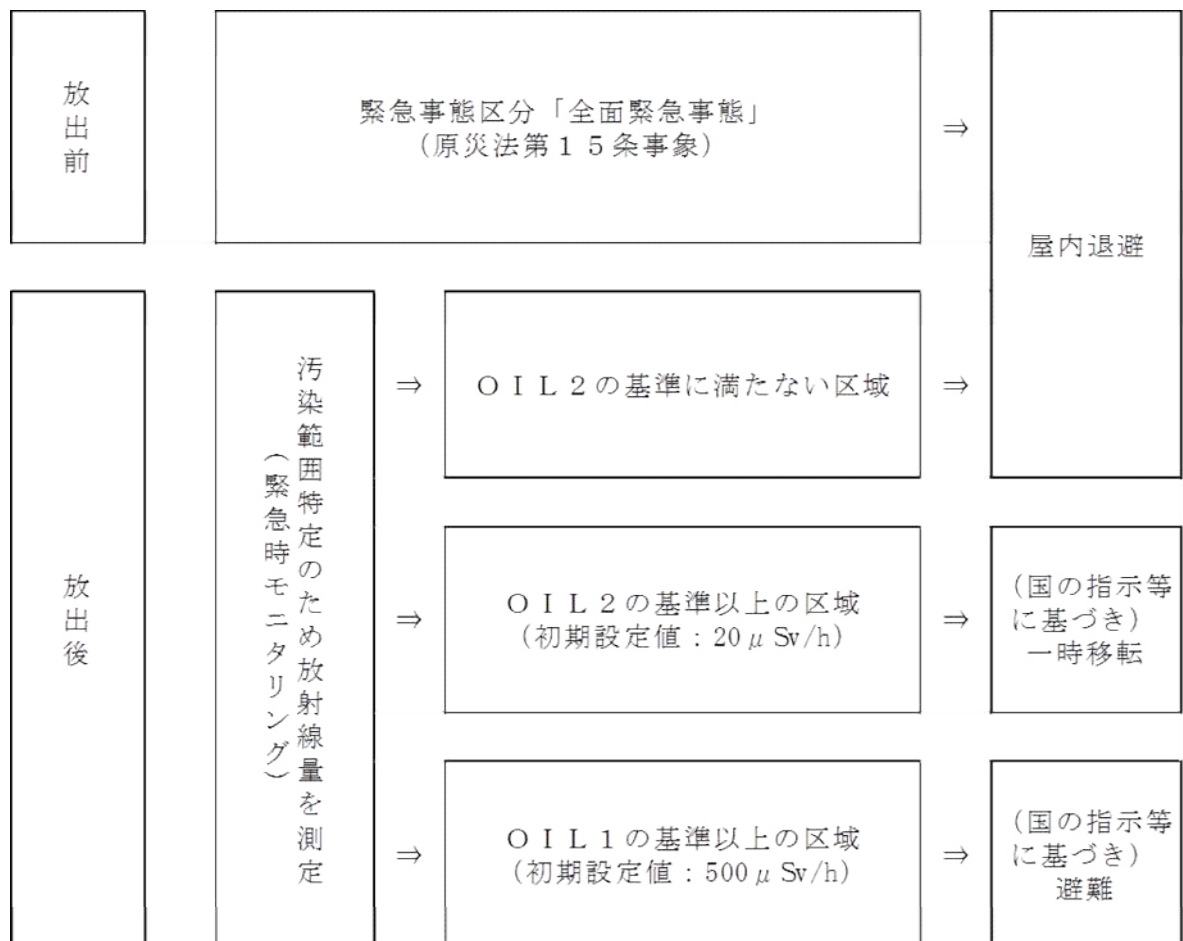 放出前
緊急事態区分「全面緊急事態」
(原災法第15条事象)
⇒
屋内退避
放出後
汚染範囲特定のため放射線量を測定
(緊急時モニタリング)
⇒
OIL2の基準に満たない区域
⇒
⇒
OIL2の基準以上の区域
(初期設定値:20μSv/h)
⇒
(国の指示等
に基づき)
一時移転
⇒
OIL1の基準以上の区域
(初期設定値:500μSv/h)
⇒
(国の指示等
に基づき)
避難